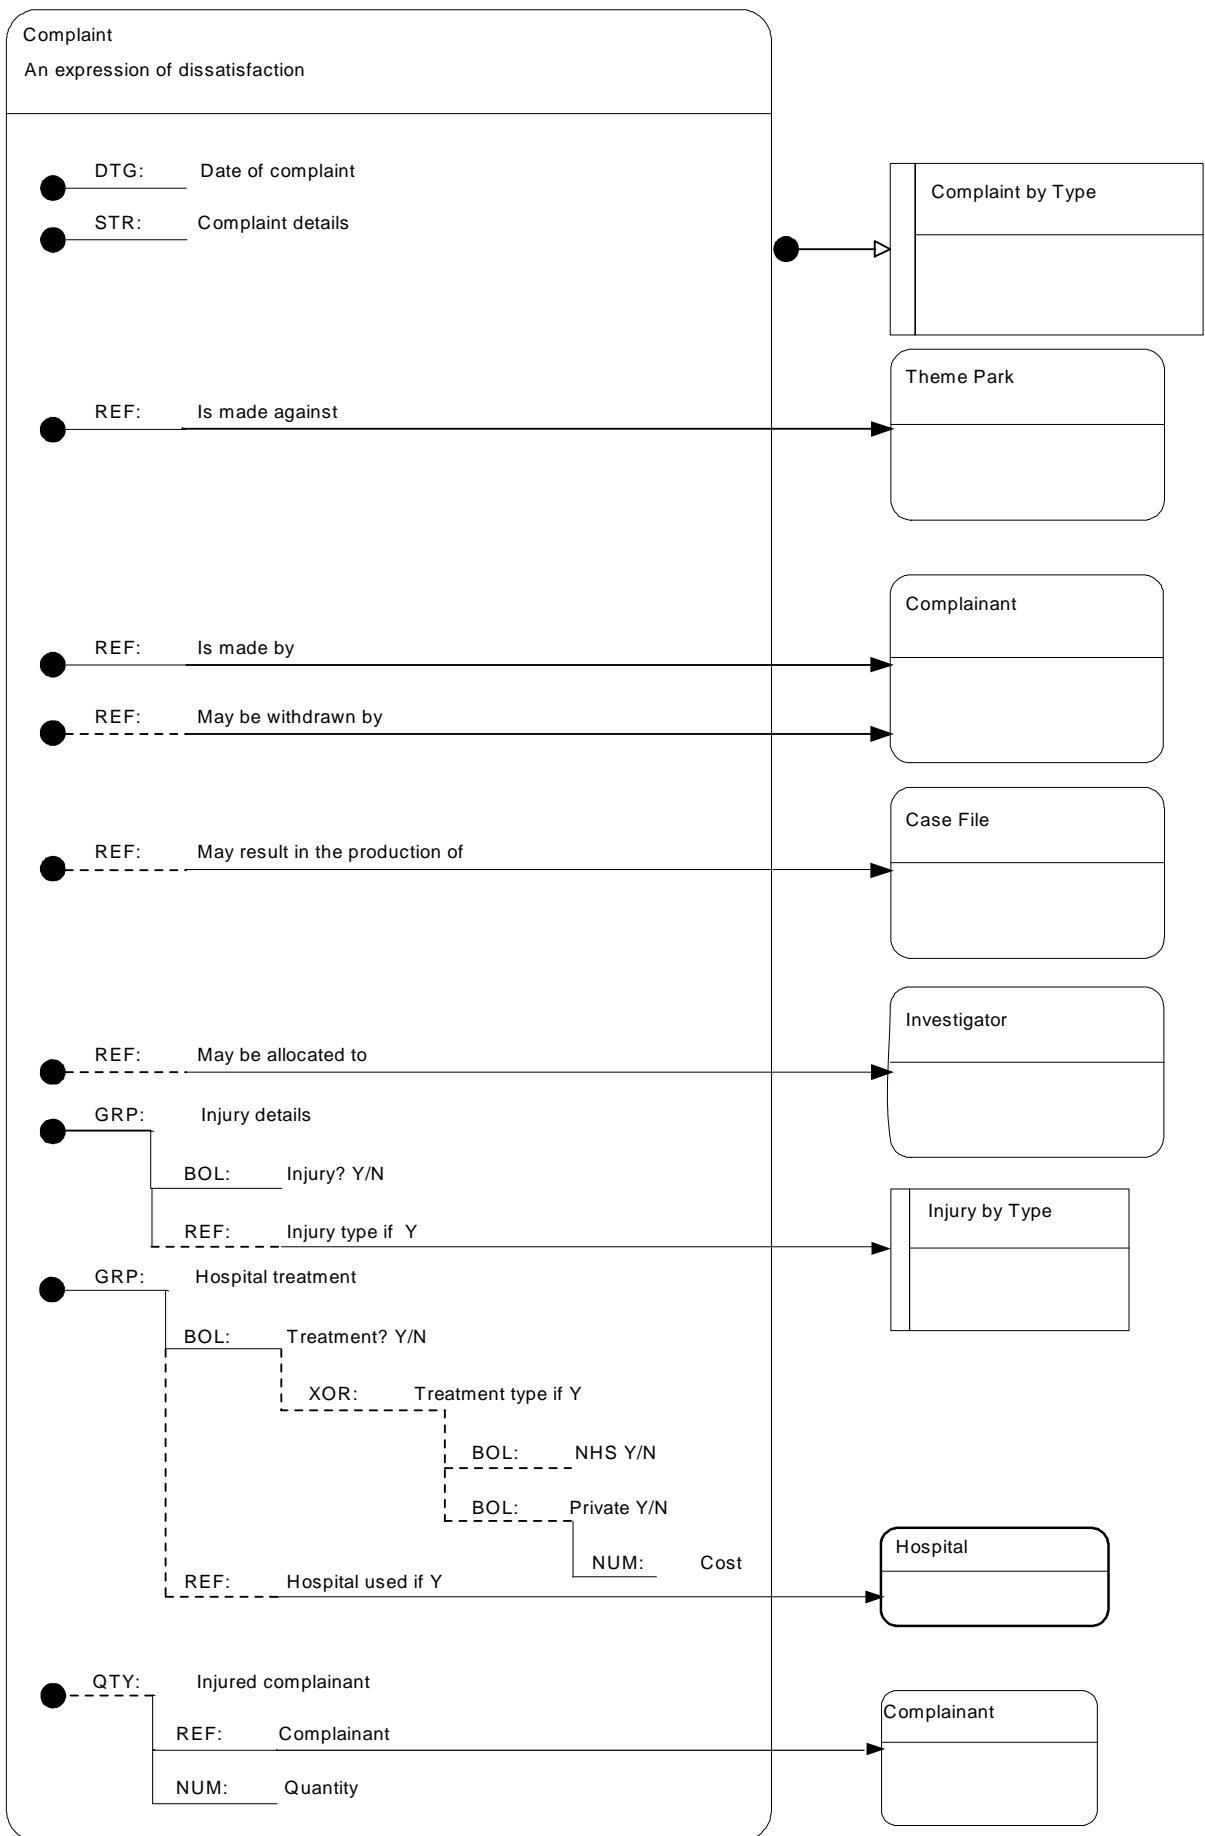 Complaint
An expression of dissatisfaction
DTG: Date of complaint
STR: Complaint details
Complaint by Type
Theme Park
REF: Is made against
Complainant
REF: Is made by
REF: May be withdrawn by
Case File
REF: May result in the production of
Investigator
REF: May be allocated to
GRP: Injury details
BOL: Injury? Y/N
Injury by Type
REF: Injury type if Y
GRP: Hospital treatment
BOL: Treatment? Y/N
XOR: Treatment type if Y
BOL: NHS Y/N
BOL: Private Y/N
Hospital
NUM: Cost
REF: Hospital used if Y
QTY: Injured complainant
Complainant
REF: Complainant
NUM: Quantity